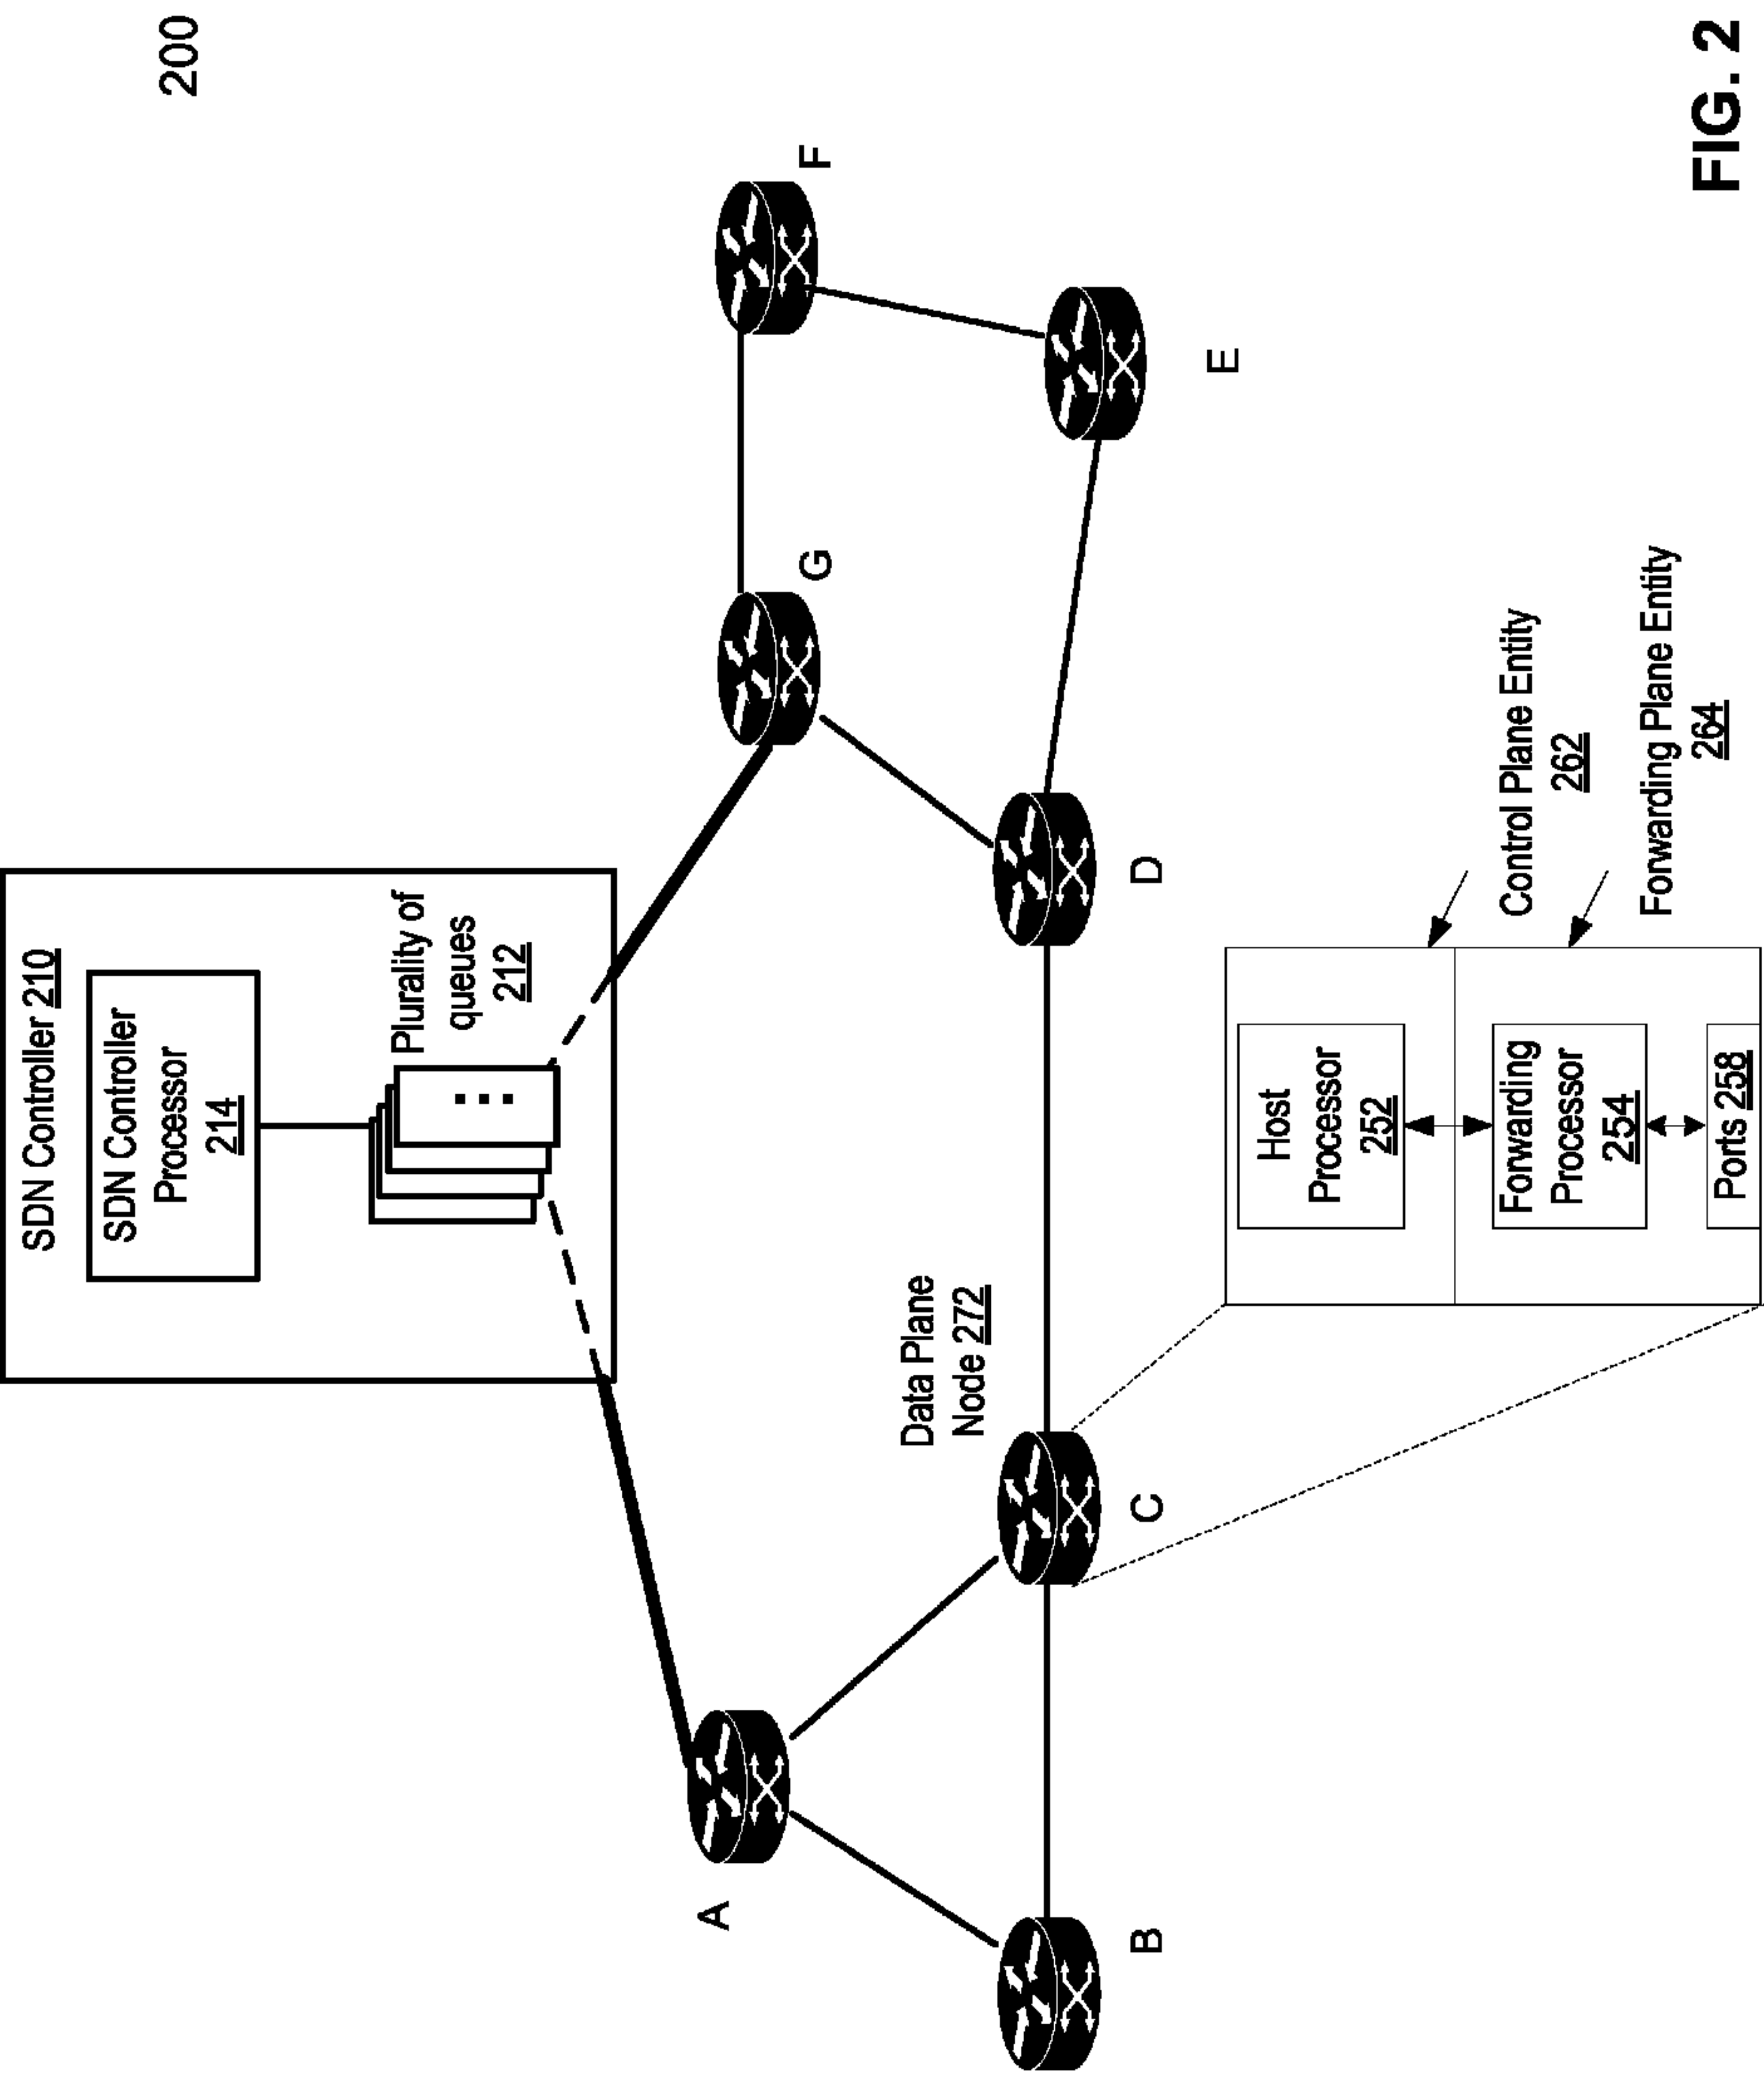 200
SDN Controller 210
SDN Controller
Processor
214
Plurality of
queues
212
A
G
F
Data Plane
Node 272
B
C
D
E
Host
Processor
252
Control Plane Entity
262
Forwarding
Processor
254
Forwarding Plane Entity
264
Ports 258
FIG. 2